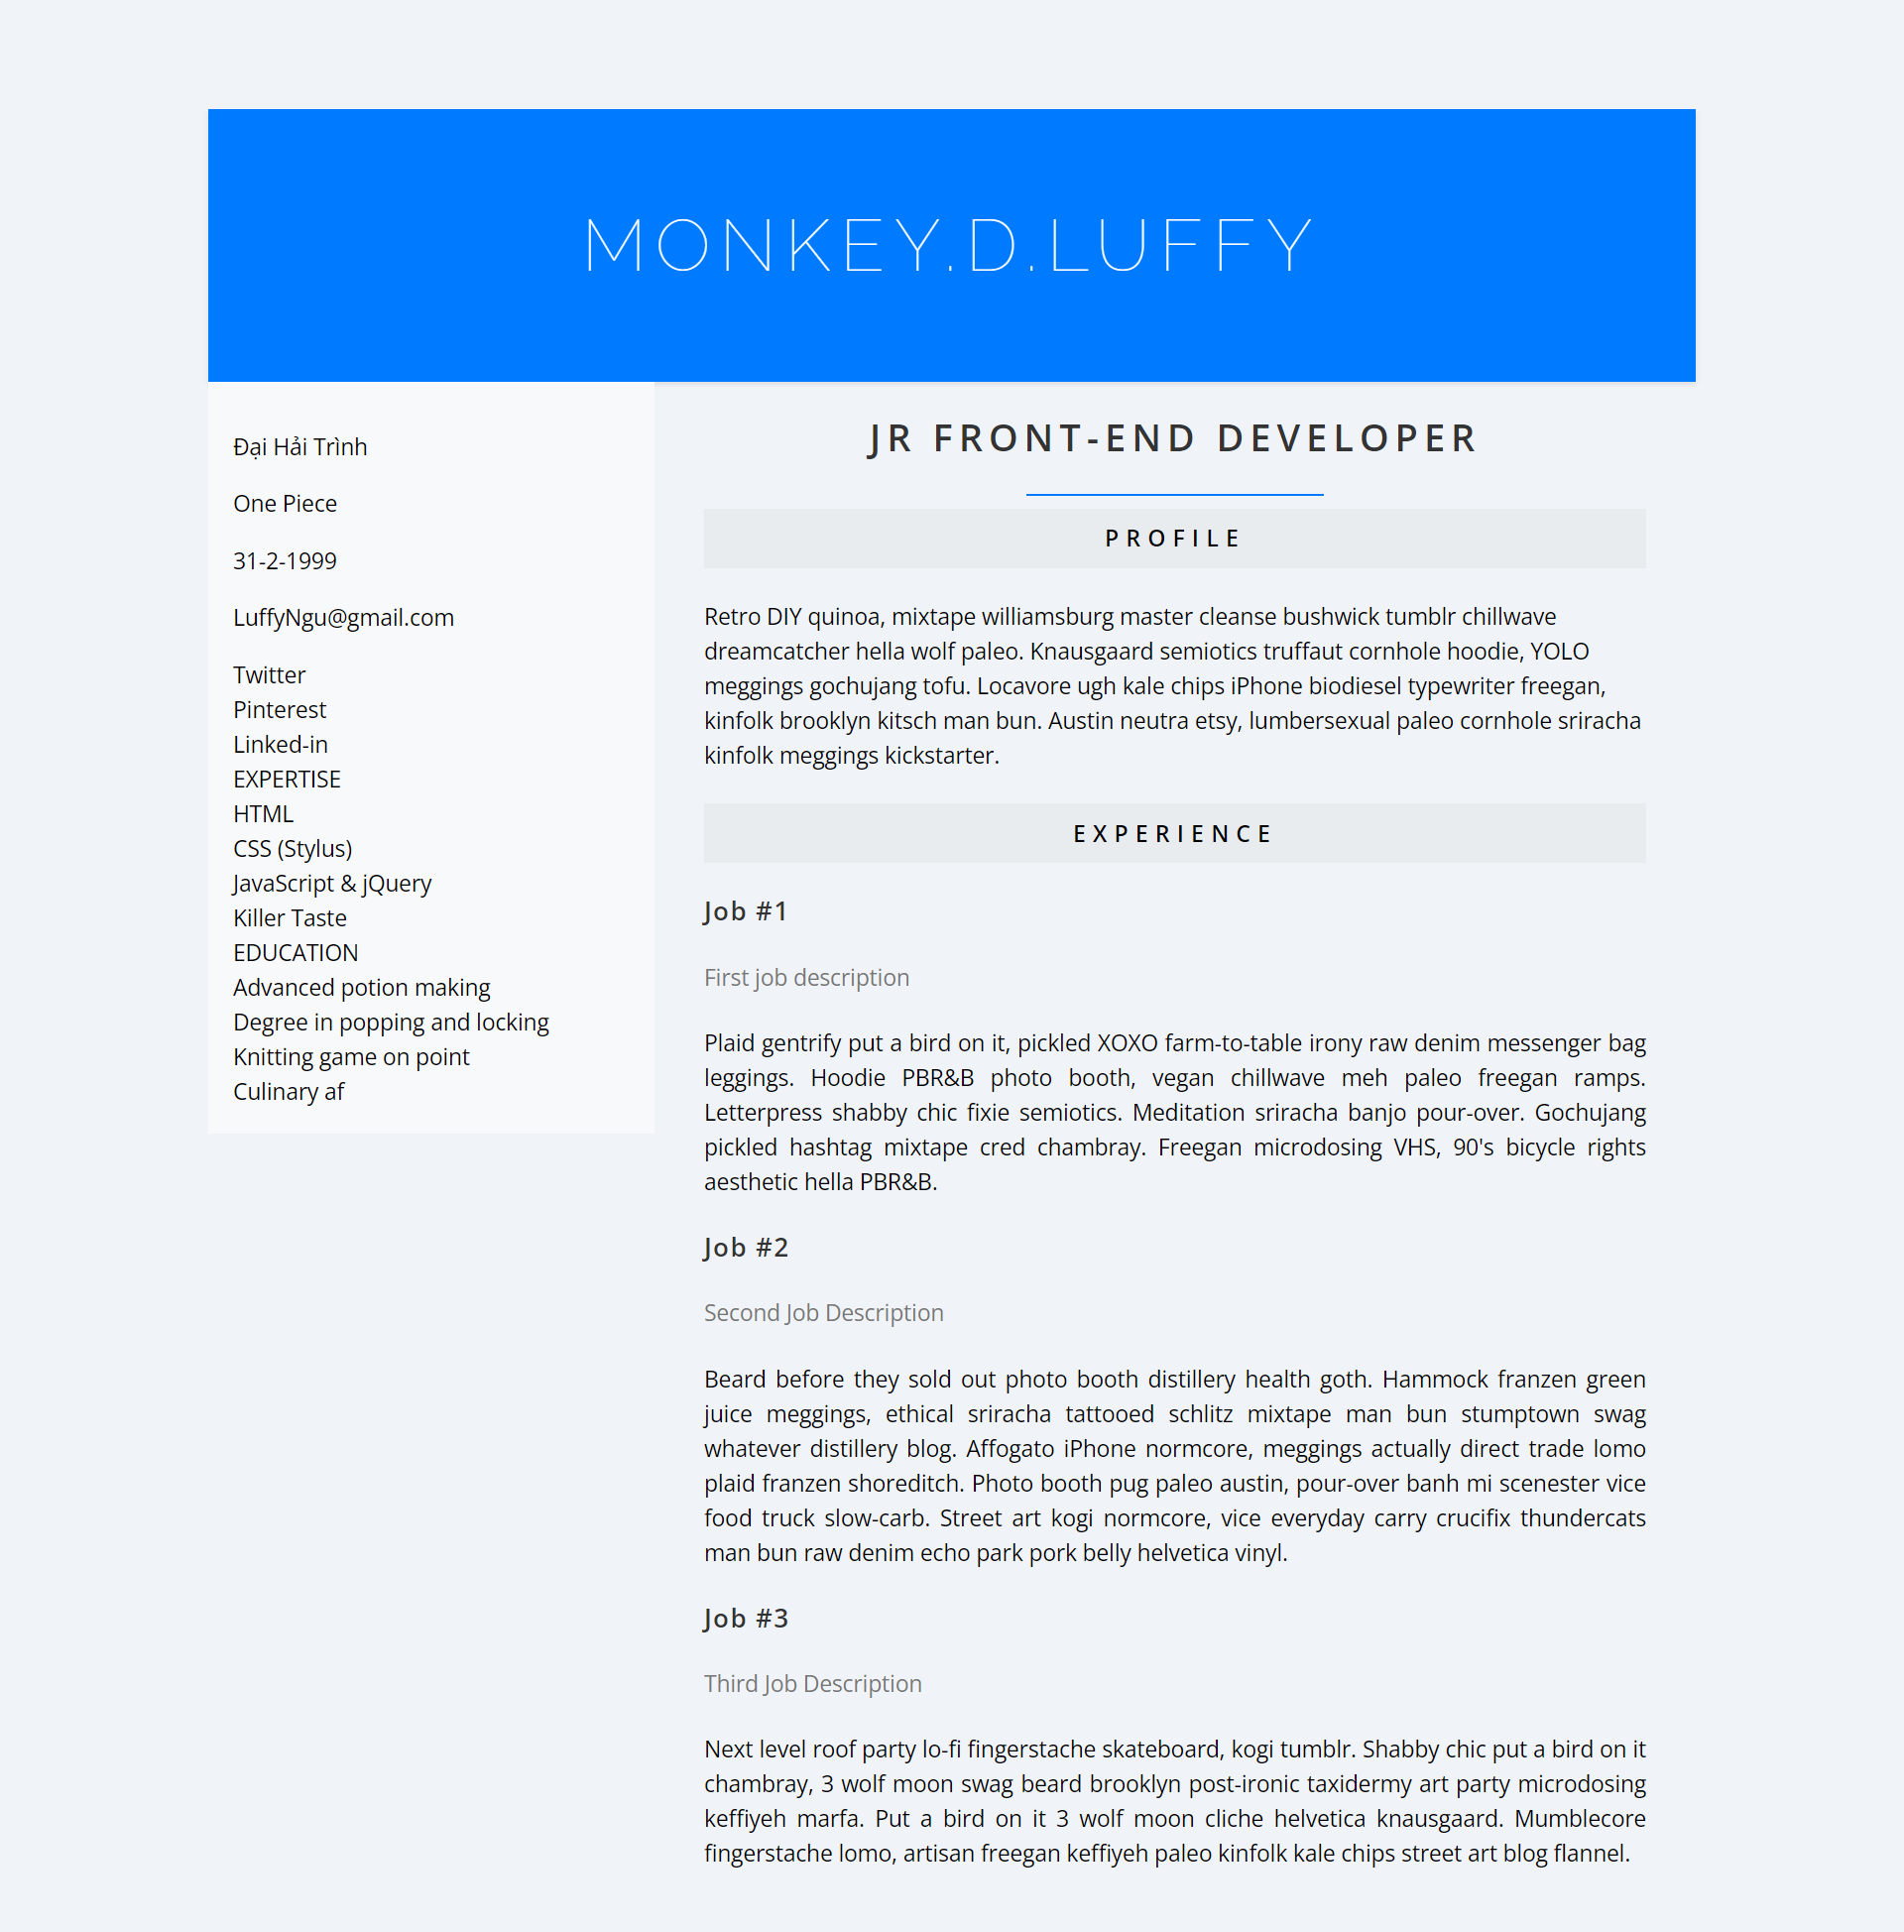 MONKEY.D.LUFFY
Đại Hải Trình
One Piece
31-2-1999
LuffyNgu@gmail.com
Twitter
Pinterest
Linked-in
EXPERTISE
HTML
CSS (Stylus)
JavaScript & jQuery
Killer Taste
EDUCATION
Advanced potion making
Degree in popping and locking
Knitting game on point
Culinary af
JR FRONT-END DEVELOPER
PROFILE
Retro DIY quinoa, mixtape williamsburg master cleanse bushwick tumblr chillwave
dreamcatcher hella wolf paleo. Knausgaard semiotics truffaut cornhole hoodie, YOLO
meggings gochujang tofu. Locavore ugh kale chips iPhone biodiesel typewriter freegan,
kinfolk brooklyn kitsch man bun. Austin neutra etsy, lumbersexual paleo cornhole sriracha
kinfolk meggings kickstarter.
EXPERIENCE
Job #1
First job description
Plaid gentrify put a bird on it, pickled XOXO farm-to-table irony raw denim messenger bag
leggings. Hoodie PBR&B photo booth, vegan chillwave meh paleo freegan ramps.
Letterpress shabby chic fixie semiotics. Meditation sriracha banjo pour-over. Gochujang
pickled hashtag mixtape cred chambray. Freegan microdosing VHS, 90's bicycle rights
aesthetic hella PBR&B.
Job #2
Second Job Description
Beard before they sold out photo booth distillery health goth. Hammock franzen green
juice meggings, ethical sriracha tattooed schlitz mixtape man bun stumptown swag
whatever distillery blog. Affogato iPhone normcore, meggings actually direct trade lomo
plaid franzen shoreditch. Photo booth pug paleo austin, pour-over banh mi scenester vice
food truck slow-carb. Street art kogi normcore, vice everyday carry crucifix thundercats
man bun raw denim echo park pork belly helvetica vinyl.
Job #3
Third Job Description
Next level roof party lo-fi fingerstache skateboard, kogi tumblr. Shabby chic put a bird on it
chambray, 3 wolf moon swag beard brooklyn post-ironic taxidermy art party microdosing
keffiyeh marfa. Put a bird on it 3 wolf moon cliche helvetica knausgaard. Mumblecore
fingerstache lomo, artisan freegan keffiyeh paleo kinfolk kale chips street art blog flannel.